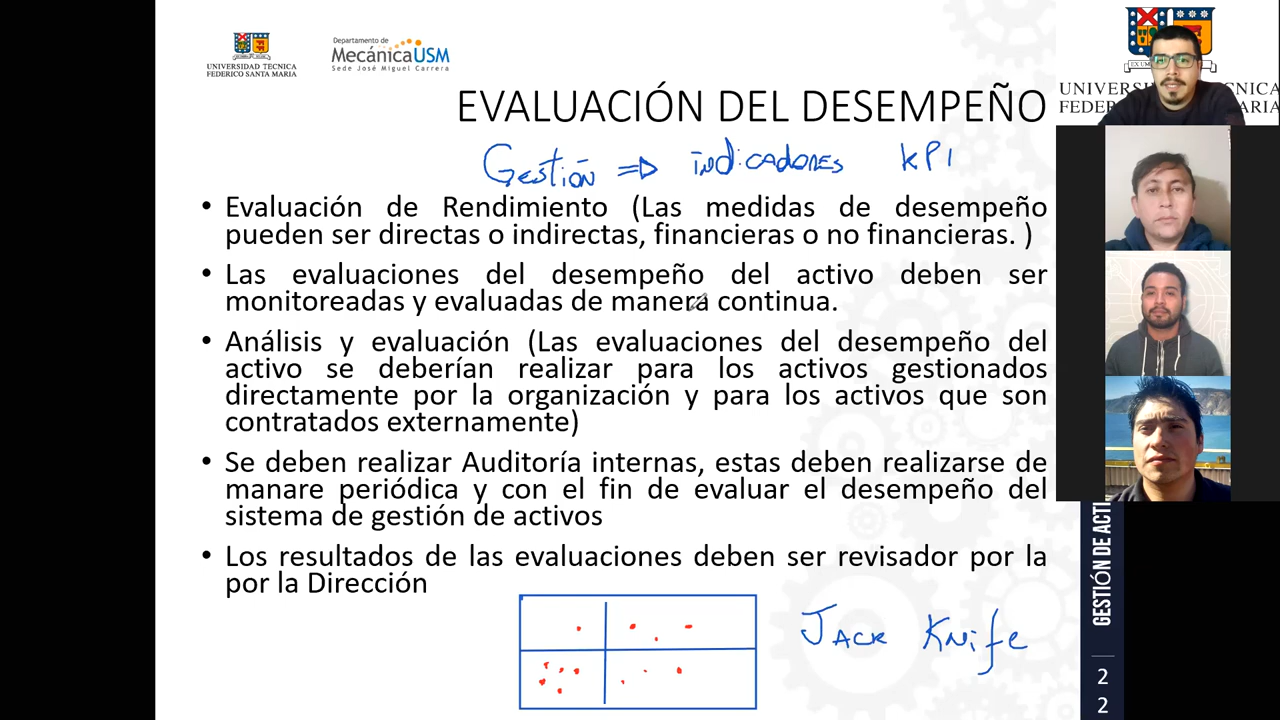 UNIVERSIDAD TECNICA
FEDERICO SANTA MARIA
Departamento de
MecánicaUSM
Sede José Miguel Carrera
EVALUACIÓN DEL DESEMPEÑO
Gestión ⇒ indicadores KPI
• Evaluación de Rendimiento (Las medidas de desempeño
pueden ser directas o indirectas, financieras o no financieras. )
• Las evaluaciones del desempeño del activo deben ser
monitoreadas y evaluadas de manera continua.
• Análisis y evaluación (Las evaluaciones del desempeño del
activo se deberían realizar para los activos gestionados
directamente por la organización y para los activos que son
contratados externamente)
• Se deben realizar Auditoría internas, estas deben realizarse de
manare periódica y con el fin de evaluar el desempeño del
sistema de gestión de activos
• Los resultados de las evaluaciones deben ser revisador por la
por la Dirección
Jack Knife
GESTIÓN DE ACTI
2
2